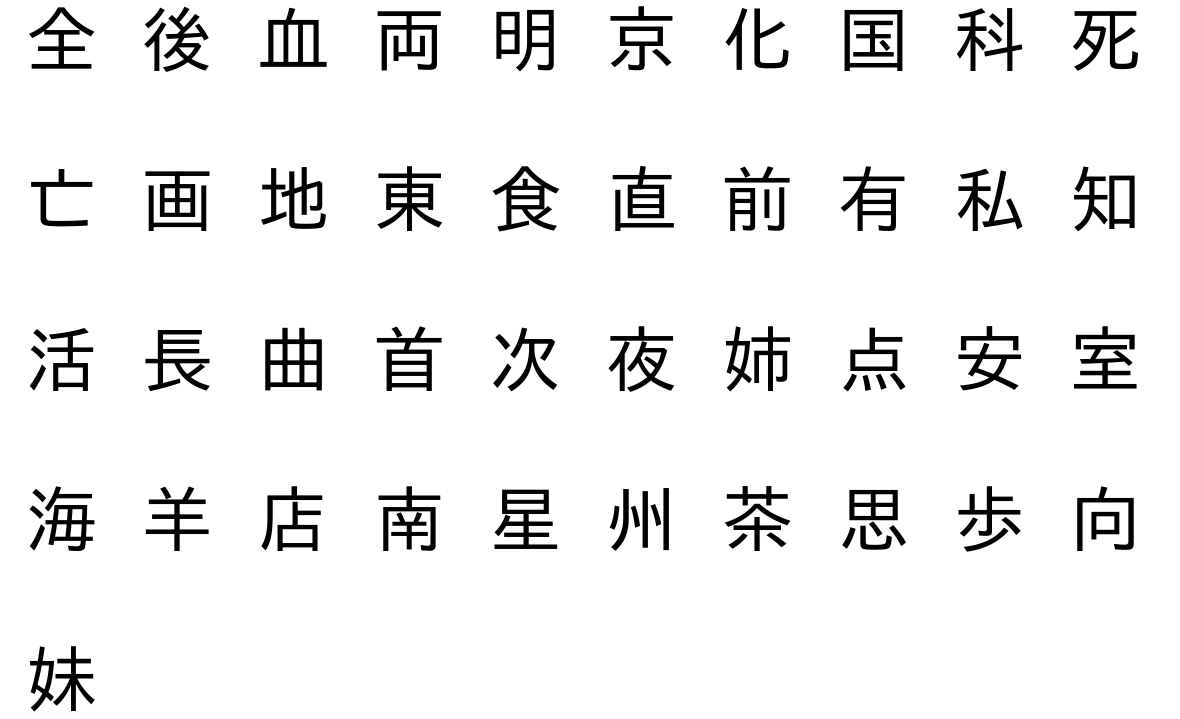 全 後 血 両 明 京 化 国 科 死
亡 画 地 東 食 直 前 有 私 知
活 長 曲 首 次 夜 姉 点 安 室
海 羊 店 南 星 州 茶 思 歩 向
妹